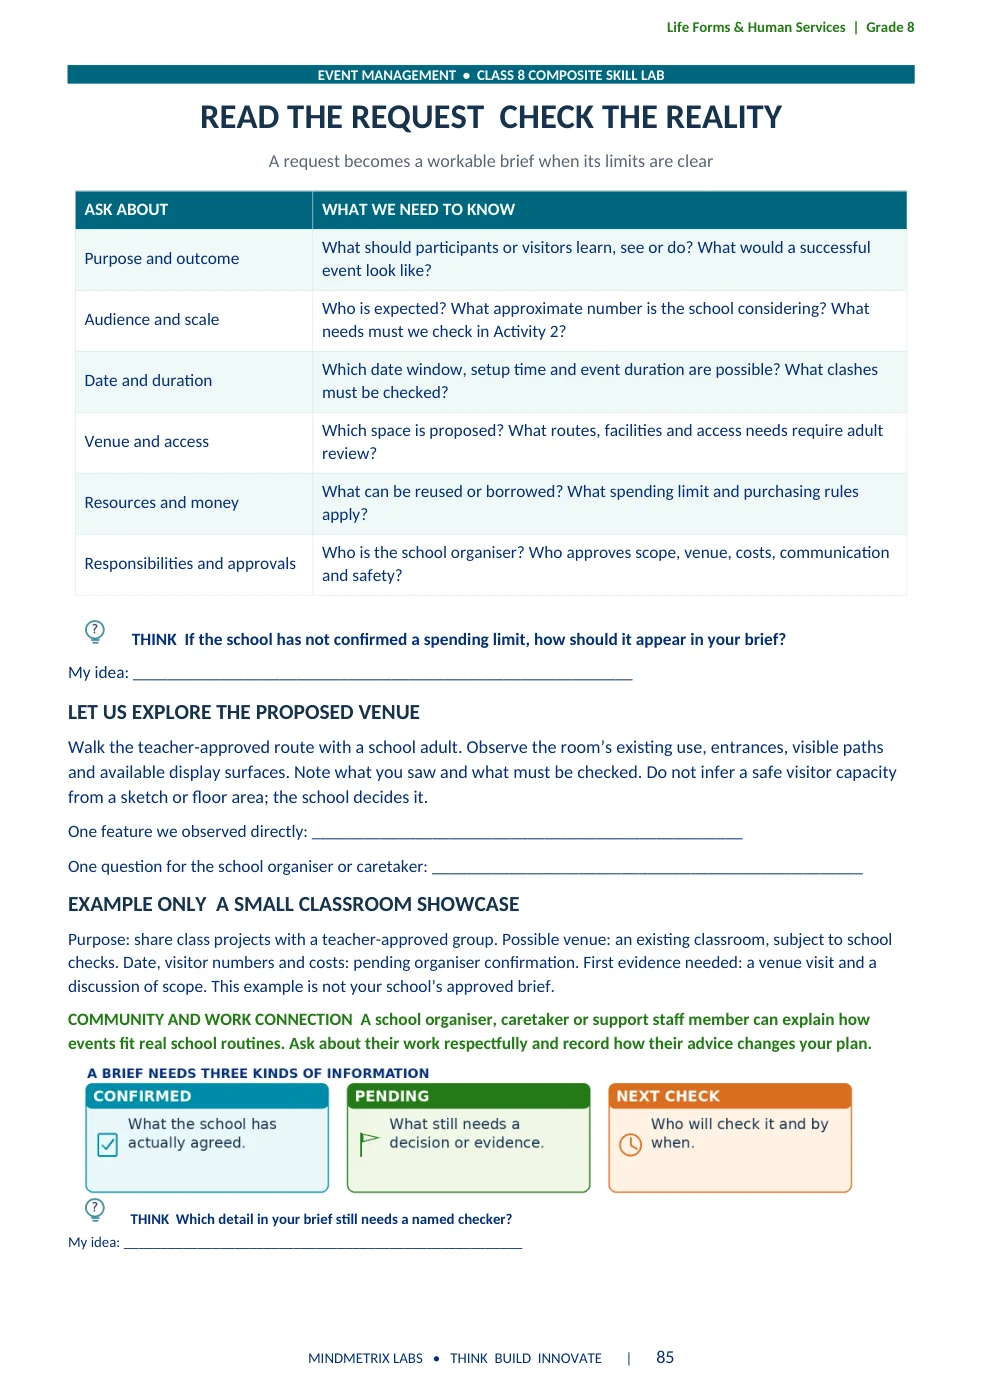 Life Forms & Human Services | Grade 8
EVENT MANAGEMENT ● CLASS 8 COMPOSITE SKILL LAB
READ THE REQUEST CHECK THE REALITY
A request becomes a workable brief when its limits are clear
ASK ABOUT
WHAT WE NEED TO KNOW
Purpose and outcome
What should participants or visitors learn, see or do? What would a successful
event look like?
Audience and scale
Who is expected? What approximate number is the school considering? What
needs must we check in Activity 2?
Date and duration
Which date window, setup time and event duration are possible? What clashes
must be checked?
Venue and access
Which space is proposed? What routes, facilities and access needs require adult
review?
Resources and money
What can be reused or borrowed? What spending limit and purchasing rules
apply?
Responsibilities and approvals
Who is the school organiser? Who approves scope, venue, costs, communication
and safety?
?
THINK If the school has not confirmed a spending limit, how should it appear in your brief?
My idea: ____________________________________________________________
LET US EXPLORE THE PROPOSED VENUE
Walk the teacher-approved route with a school adult. Observe the room’s existing use, entrances, visible paths
and available display surfaces. Note what you saw and what must be checked. Do not infer a safe visitor capacity
from a sketch or floor area; the school decides it.
One feature we observed directly: ____________________________________________________
One question for the school organiser or caretaker: ____________________________________________________
EXAMPLE ONLY A SMALL CLASSROOM SHOWCASE
Purpose: share class projects with a teacher-approved group. Possible venue: an existing classroom, subject to school
checks. Date, visitor numbers and costs: pending organiser confirmation. First evidence needed: a venue visit and a
discussion of scope. This example is not your school’s approved brief.
COMMUNITY AND WORK CONNECTION A school organiser, caretaker or support staff member can explain how
events fit real school routines. Ask about their work respectfully and record how their advice changes your plan.
A BRIEF NEEDS THREE KINDS OF INFORMATION
CONFIRMED
What the school has
actually agreed.
PENDING
What still needs a
decision or evidence.
NEXT CHECK
Who will check it and by
when.
?
THINK Which detail in your brief still needs a named checker?
My idea: ____________________________________________________
MINDMETRIX LABS ● THINK BUILD INNOVATE | 85